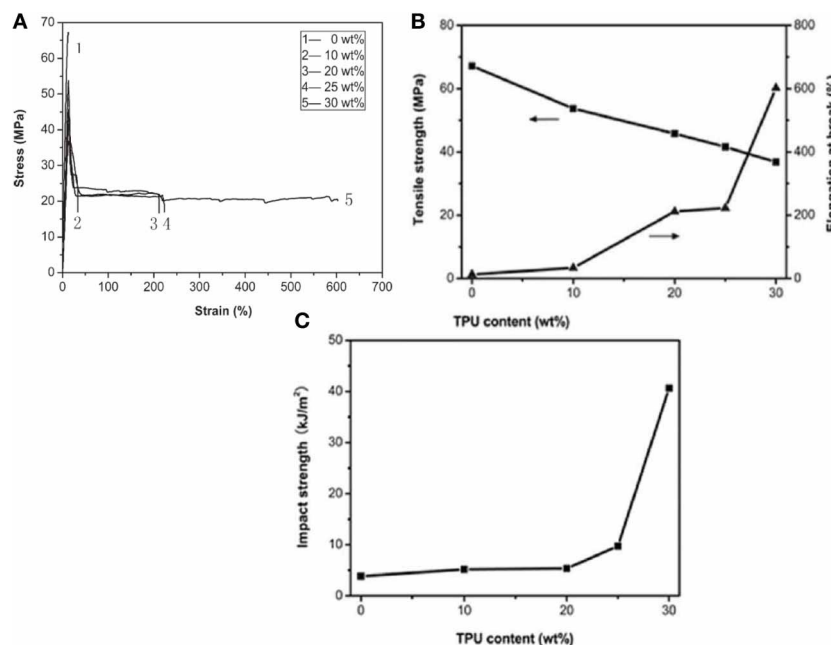 A
70
60
50
40
30
20
10
0
Stress (MPa)
0 100 200 300 400 500 600 700
Strain (%)
1— 0 wt%
2— 10 wt%
3— 20 wt%
4— 25 wt%
5— 30 wt%
1
2
3 4
5
B
80
60
40
20
0
Tensile strength (MPa)
800
600
400
200
0
at break (%)
0 10 20 30
TPU content (wt%)
C
50
40
30
20
10
0
Impact strength (kJ/m²)
0 10 20 30
TPU content (wt%)